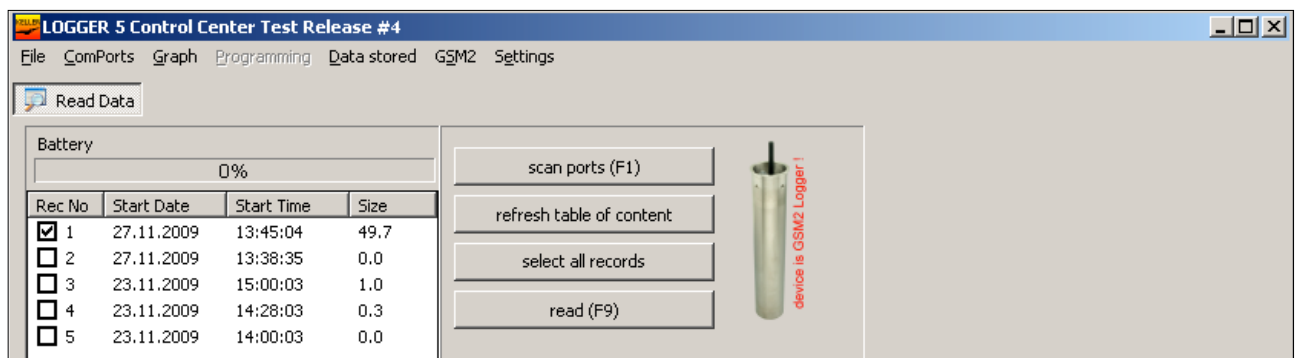 KELLER LOGGER 5 Control Center Test Release #4
File ComPorts Graph Programming Data stored GSM2 Settings
Read Data
Battery
0%
Rec No Start Date Start Time Size
1 27.11.2009 13:45:04 49.7
2 27.11.2009 13:38:35 0.0
3 23.11.2009 15:00:03 1.0
4 23.11.2009 14:28:03 0.3
5 23.11.2009 14:00:03 0.0
scan ports (F1)
refresh table of content
select all records
read (F9)
device is GSM2 Logger !